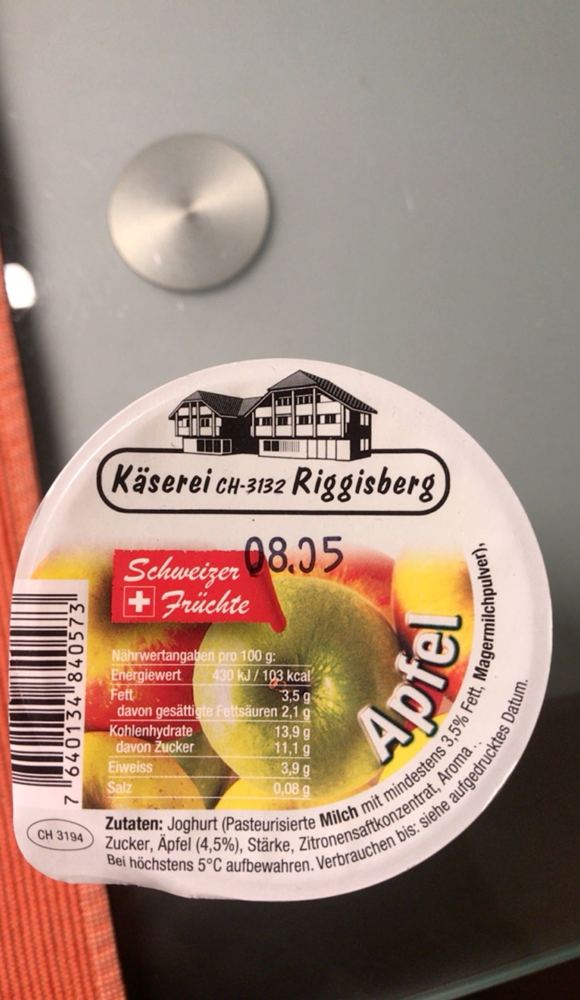 Käserei CH-3132 Riggisberg
08.05
Schweizer
Früchte
Apfel
Nährwertangaben pro 100 g:
Energiewert 430 kJ / 103 kcal
Fett 3,5 g
davon gesättigte Fettsäuren 2,1 g
Kohlenhydrate 13,9 g
davon Zucker 11,1 g
Eiweiss 3,9 g
Salz 0,08 g
7 640134 840573
CH 3194
Zutaten: Joghurt (Pasteurisierte Milch mit mindestens 3,5% Fett, Magermilchpulver),
Zucker, Äpfel (4,5%), Stärke, Zitronensaftkonzentrat, Aroma.
Bei höchstens 5°C aufbewahren. Verbrauchen bis: siehe aufgedrucktes Datum.